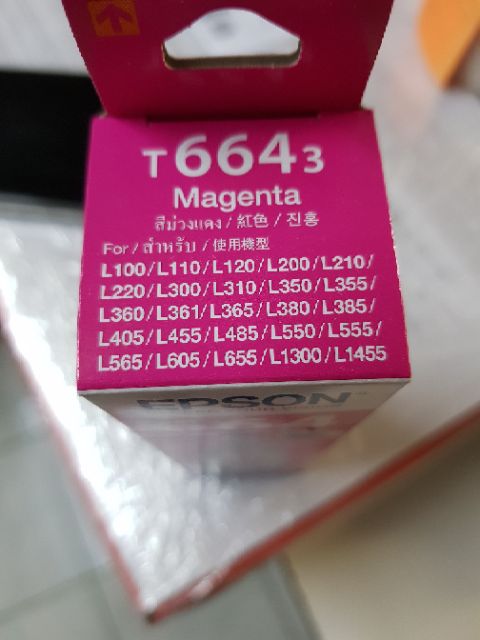 T6643
Magenta
สีม่วงแดง / 紅色 / 진홍
For / สำหรับ / 使用機型
L100/L110/L120/L200/L210/
L220/L300/L310/L350/L355/
L360/L361/L365/L380/L385/
L405/L455/L485/L550/L555/
L565/L605/L655/L1300/L1455
EPSON